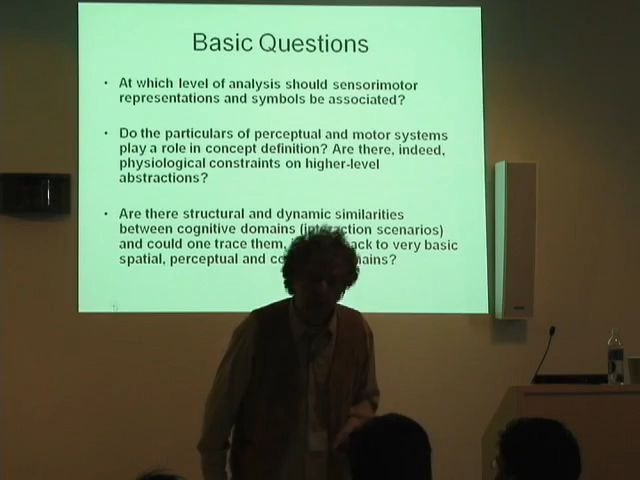 Basic Questions
• At which level of analysis should sensorimotor
representations and symbols be associated?
• Do the particulars of perceptual and motor systems
play a role in concept definition? Are there, indeed,
physiological constraints on higher-level
abstractions?
• Are there structural and dynamic similarities
between cognitive domains (interaction scenarios)
and could one trace them, ack to very basic
spatial, perceptual and co ains?